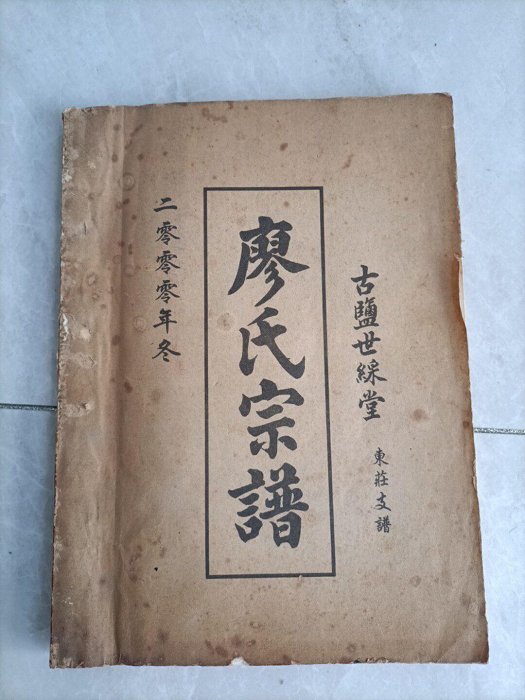 古鹽世綵堂
東莊支譜
廖氏宗譜
二零零零年冬